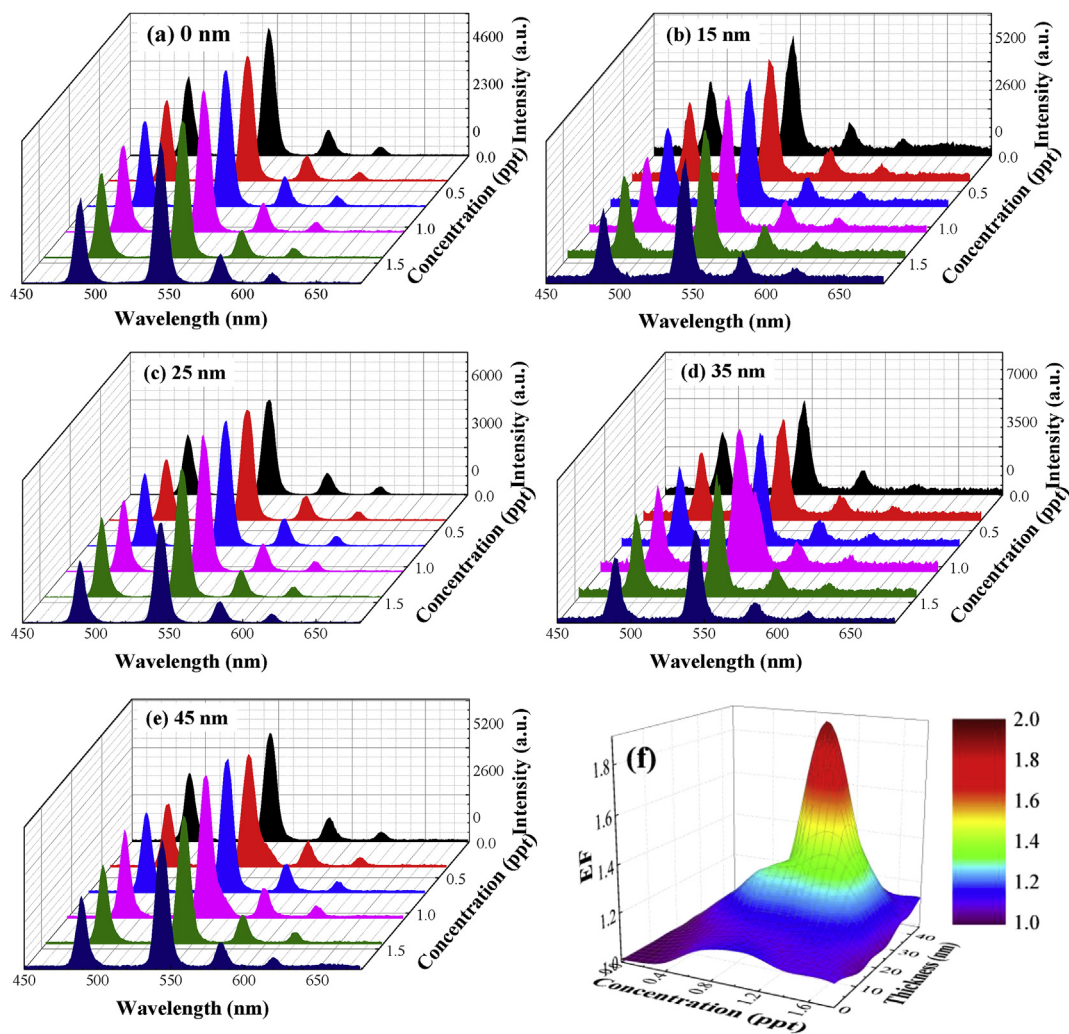 (a) 0 nm
4600
2300
0
Intensity (a.u.)
0.0
0.5
1.0
1.5
Concentration (ppt)
450 500 550 600 650
Wavelength (nm)
(b) 15 nm
5200
2600
0
Intensity (a.u.)
0.0
0.5
1.0
1.5
Concentration (ppt)
450 500 550 600 650
Wavelength (nm)
(c) 25 nm
6000
3000
0
Intensity (a.u.)
0.0
0.5
1.0
1.5
Concentration (ppt)
450 500 550 600 650
Wavelength (nm)
(d) 35 nm
7000
3500
0
Intensity (a.u.)
0.0
0.5
1.0
1.5
Concentration (ppt)
450 500 550 600 650
Wavelength (nm)
(e) 45 nm
5200
2600
0
Intensity (a.u.)
0.0
0.5
1.0
1.5
Concentration (ppt)
450 500 550 600 650
Wavelength (nm)
(f)
1.8
1.6
1.4
1.2
EF
0.4
0.8
1.2
1.6
Concentration (ppt)
0
10
20
30
40
Thickness (nm)
2.0
1.8
1.6
1.4
1.2
1.0